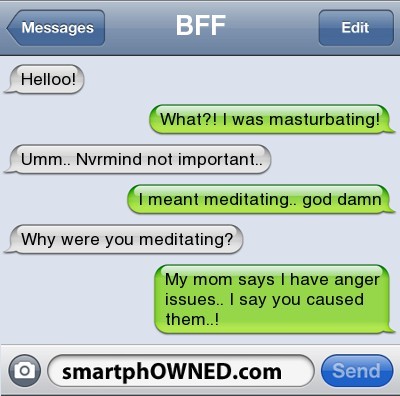 Messages BFF Edit
Helloo!
What?! I was masturbating!
Umm.. Nvrmind not important..
I meant meditating.. god damn
Why were you meditating?
My mom says I have anger
issues.. I say you caused
them..!
smartphOWNED.com Send